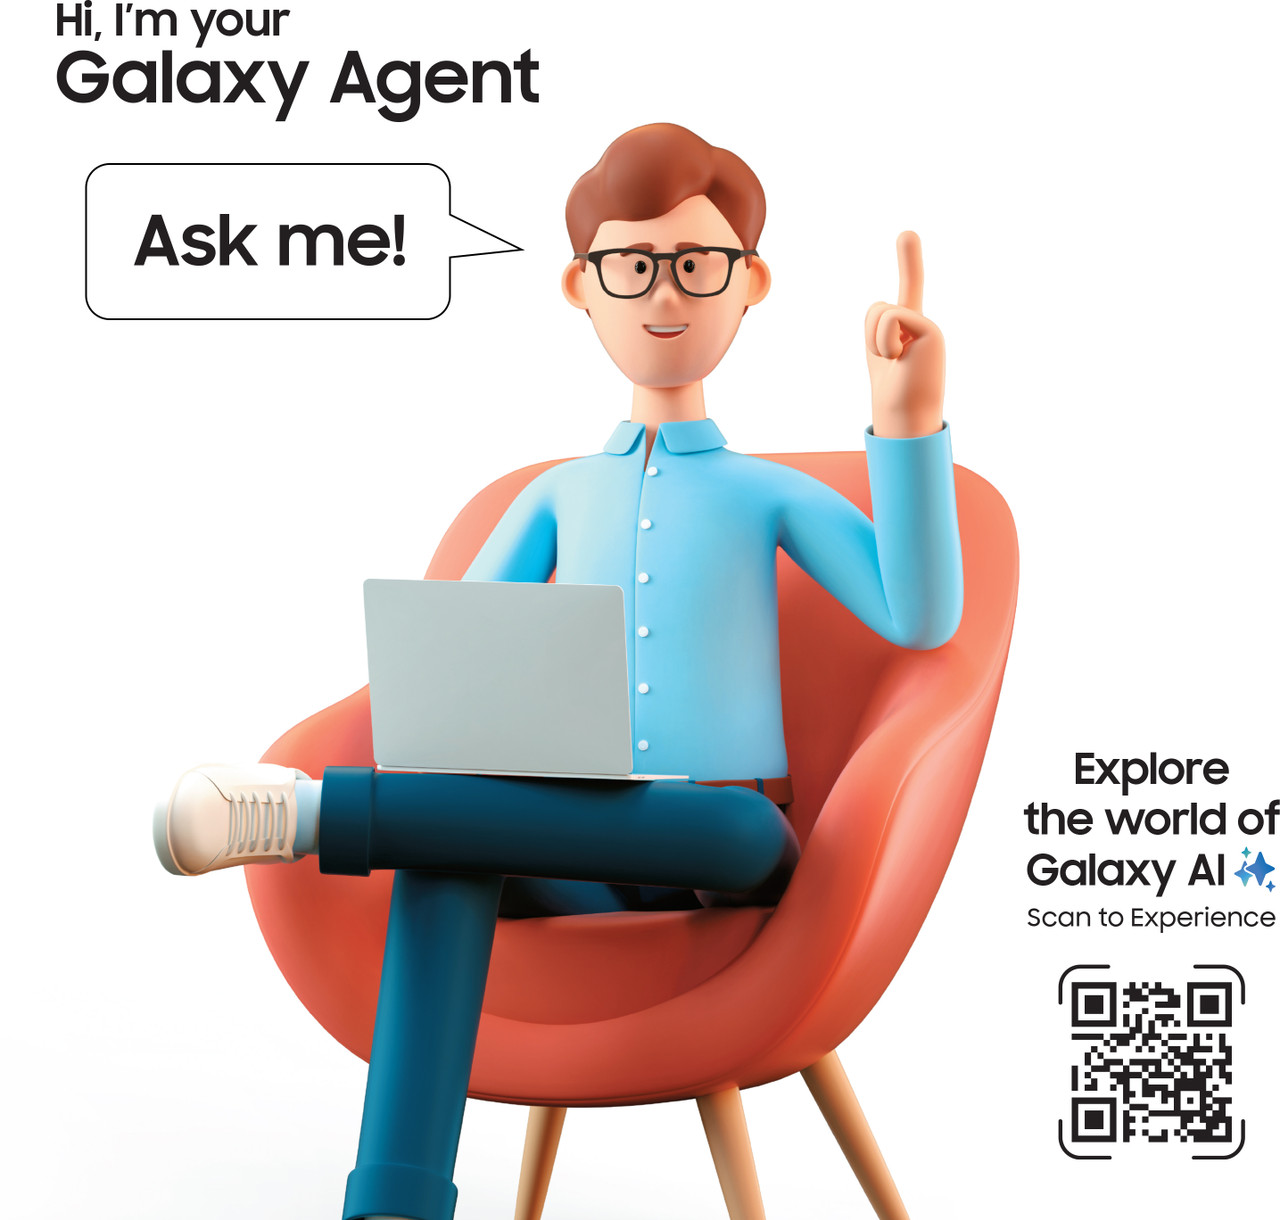 Hi, I'm your
Galaxy Agent
Ask me!
Explore
the world of
Galaxy AI
Scan to Experience